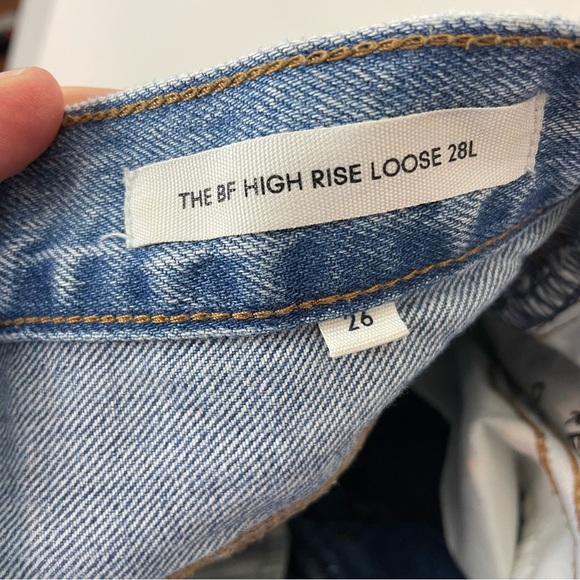 THE BF HIGH RISE LOOSE 28L
26